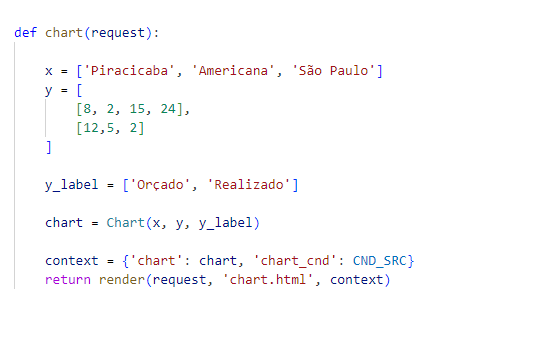 def chart(request):
x = ['Piracicaba', 'Americana', 'São Paulo']
y = [
[8, 2, 15, 24],
[12,5, 2]
]
y_label = ['Orçado', 'Realizado']
chart = Chart(x, y, y_label)
context = {'chart': chart, 'chart_cnd': CND_SRC}
return render(request, 'chart.html', context)